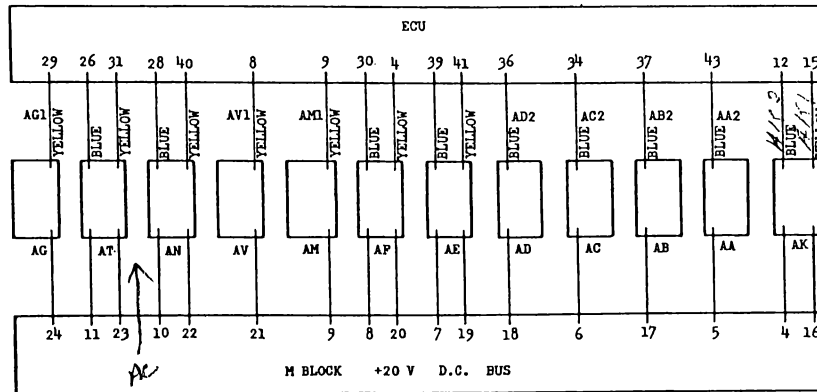 ECU
29 26 31 28 40 8 9 30 4 39 41 36 34 37 43 12 15
AG1 YELLOW BLUE YELLOW BLUE YELLOW AV1 YELLOW AM1 YELLOW BLUE YELLOW BLUE YELLOW AD2 BLUE AC2 BLUE AB2 BLUE AA2 BLUE BLUE
AG AT AN AV AM AP AE AD AC AB AA AK
24 11 23 10 22 21 9 8 20 7 19 18 6 17 5 4 16
M BLOCK +20 V D.C. BUS